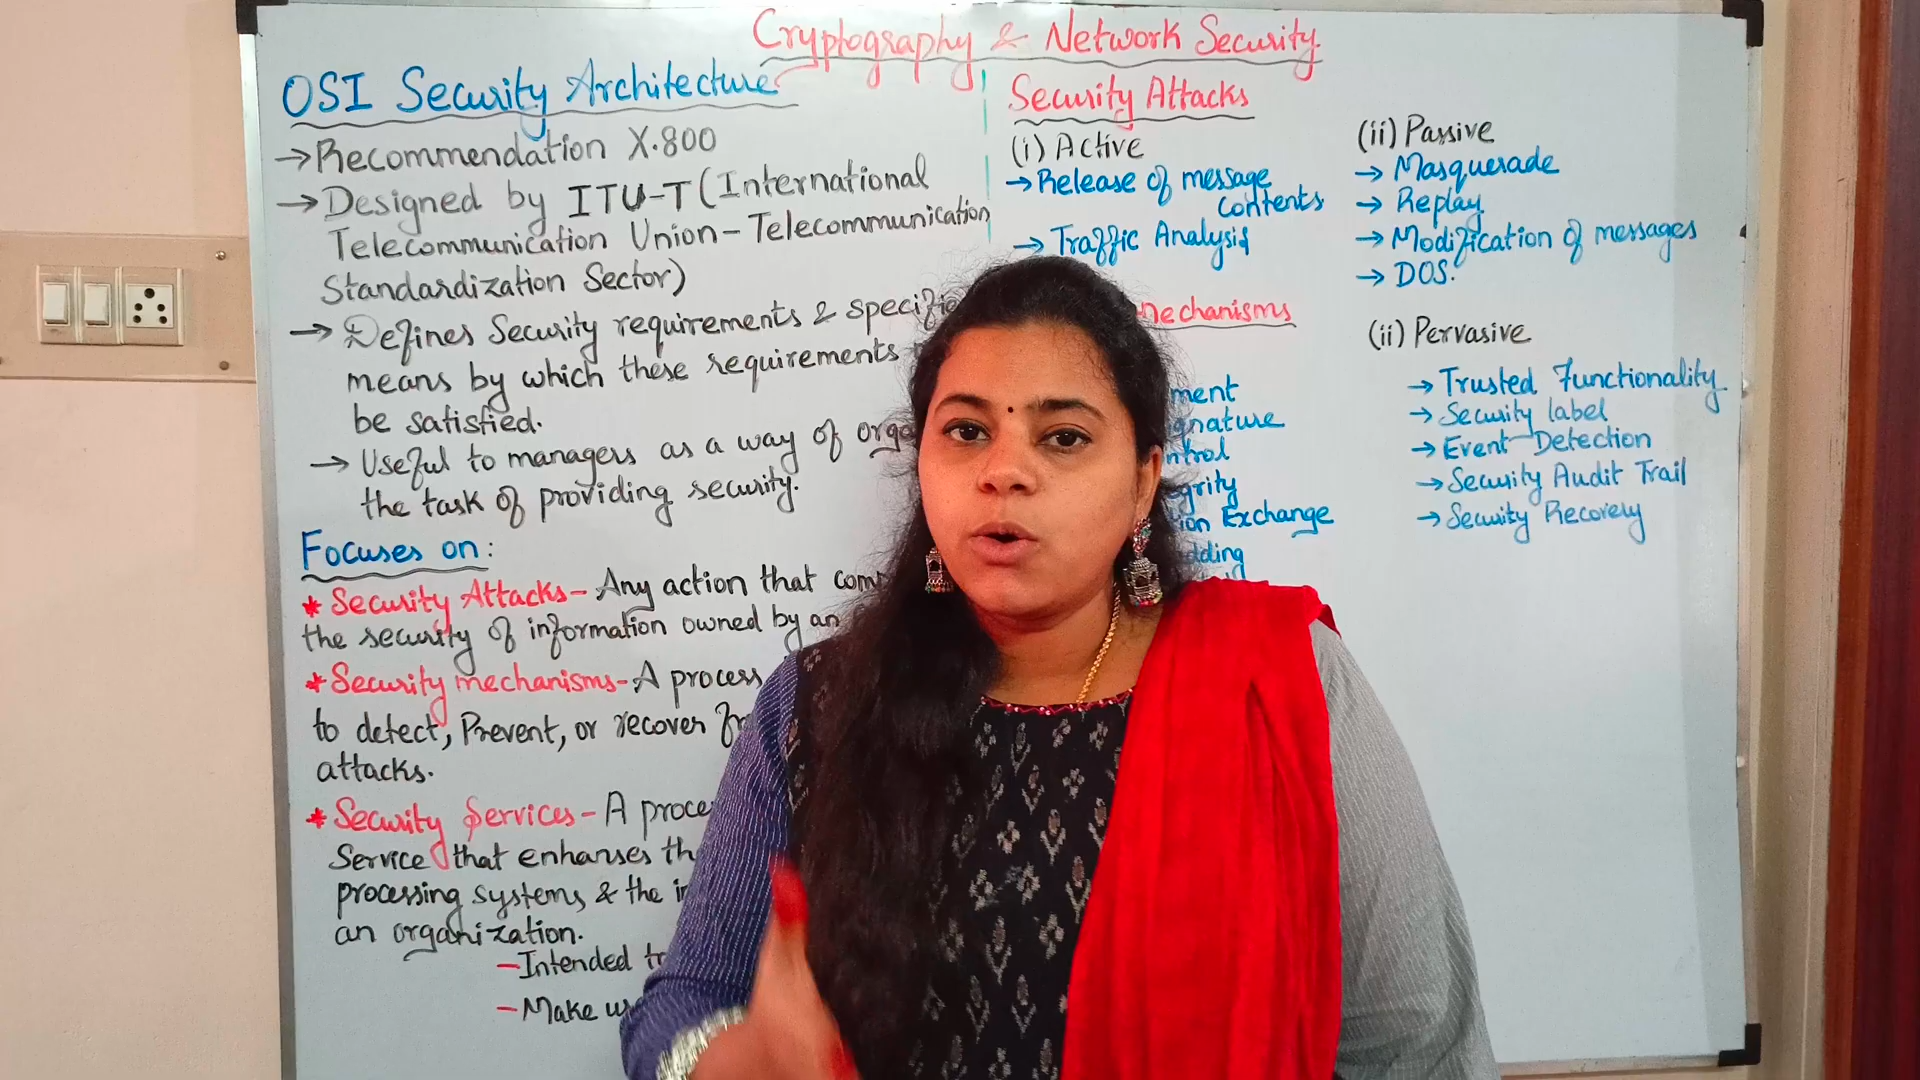 Cryptography & Network Security
OSI Security Architecture
→ Recommendation X.800
→ Designed by ITU-T (International
Telecommunication Union - Telecommunication
Standardization Sector)
→ Defines Security requirements & specifie
means by which these requirements
be satisfied.
→ Useful to managers as a way of orga
the task of providing security.
Focuses on:
* Security Attacks - Any action that com
the security of information owned by an
* Security mechanisms - A process
to detect, Prevent, or recover fr
attacks.
* Security Services - A proce
Service that enhanses th
processing systems & the i
an organization.
- Intended t
- Make u
Security Attacks
(i) Active
→ Release of message
contents
→ Traffic Analysis
(ii) Passive
→ Masquerade
→ Replay
→ Modification of messages
→ DOS.
mechanisms
ment
gnature
ntrol
egrity
ion Exchange
dding
(ii) Pervasive
→ Trusted Functionality
→ Security label
→ Event Detection
→ Security Audit Trail
→ Security Recovery